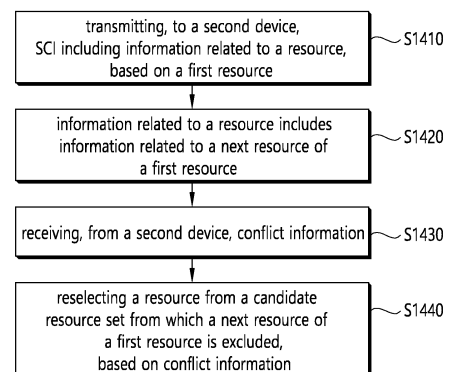 transmitting, to a second device,
SCI including information related to a resource,
based on a first resource
S1410
information related to a resource includes
information related to a next resource of
a first resource
S1420
receiving, from a second device, conflict information
S1430
reselecting a resource from a candidate
resource set from which a next resource of
a first resource is excluded,
based on conflict information
S1440